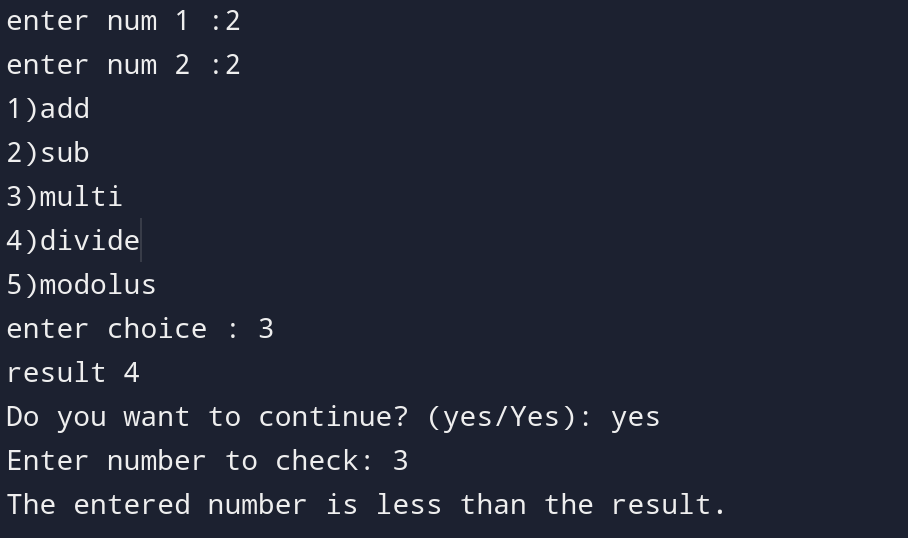 enter num 1 :2
enter num 2 :2
1)add
2)sub
3)multi
4)divide
5)modolus
enter choice : 3
result 4
Do you want to continue? (yes/Yes): yes
Enter number to check: 3
The entered number is less than the result.